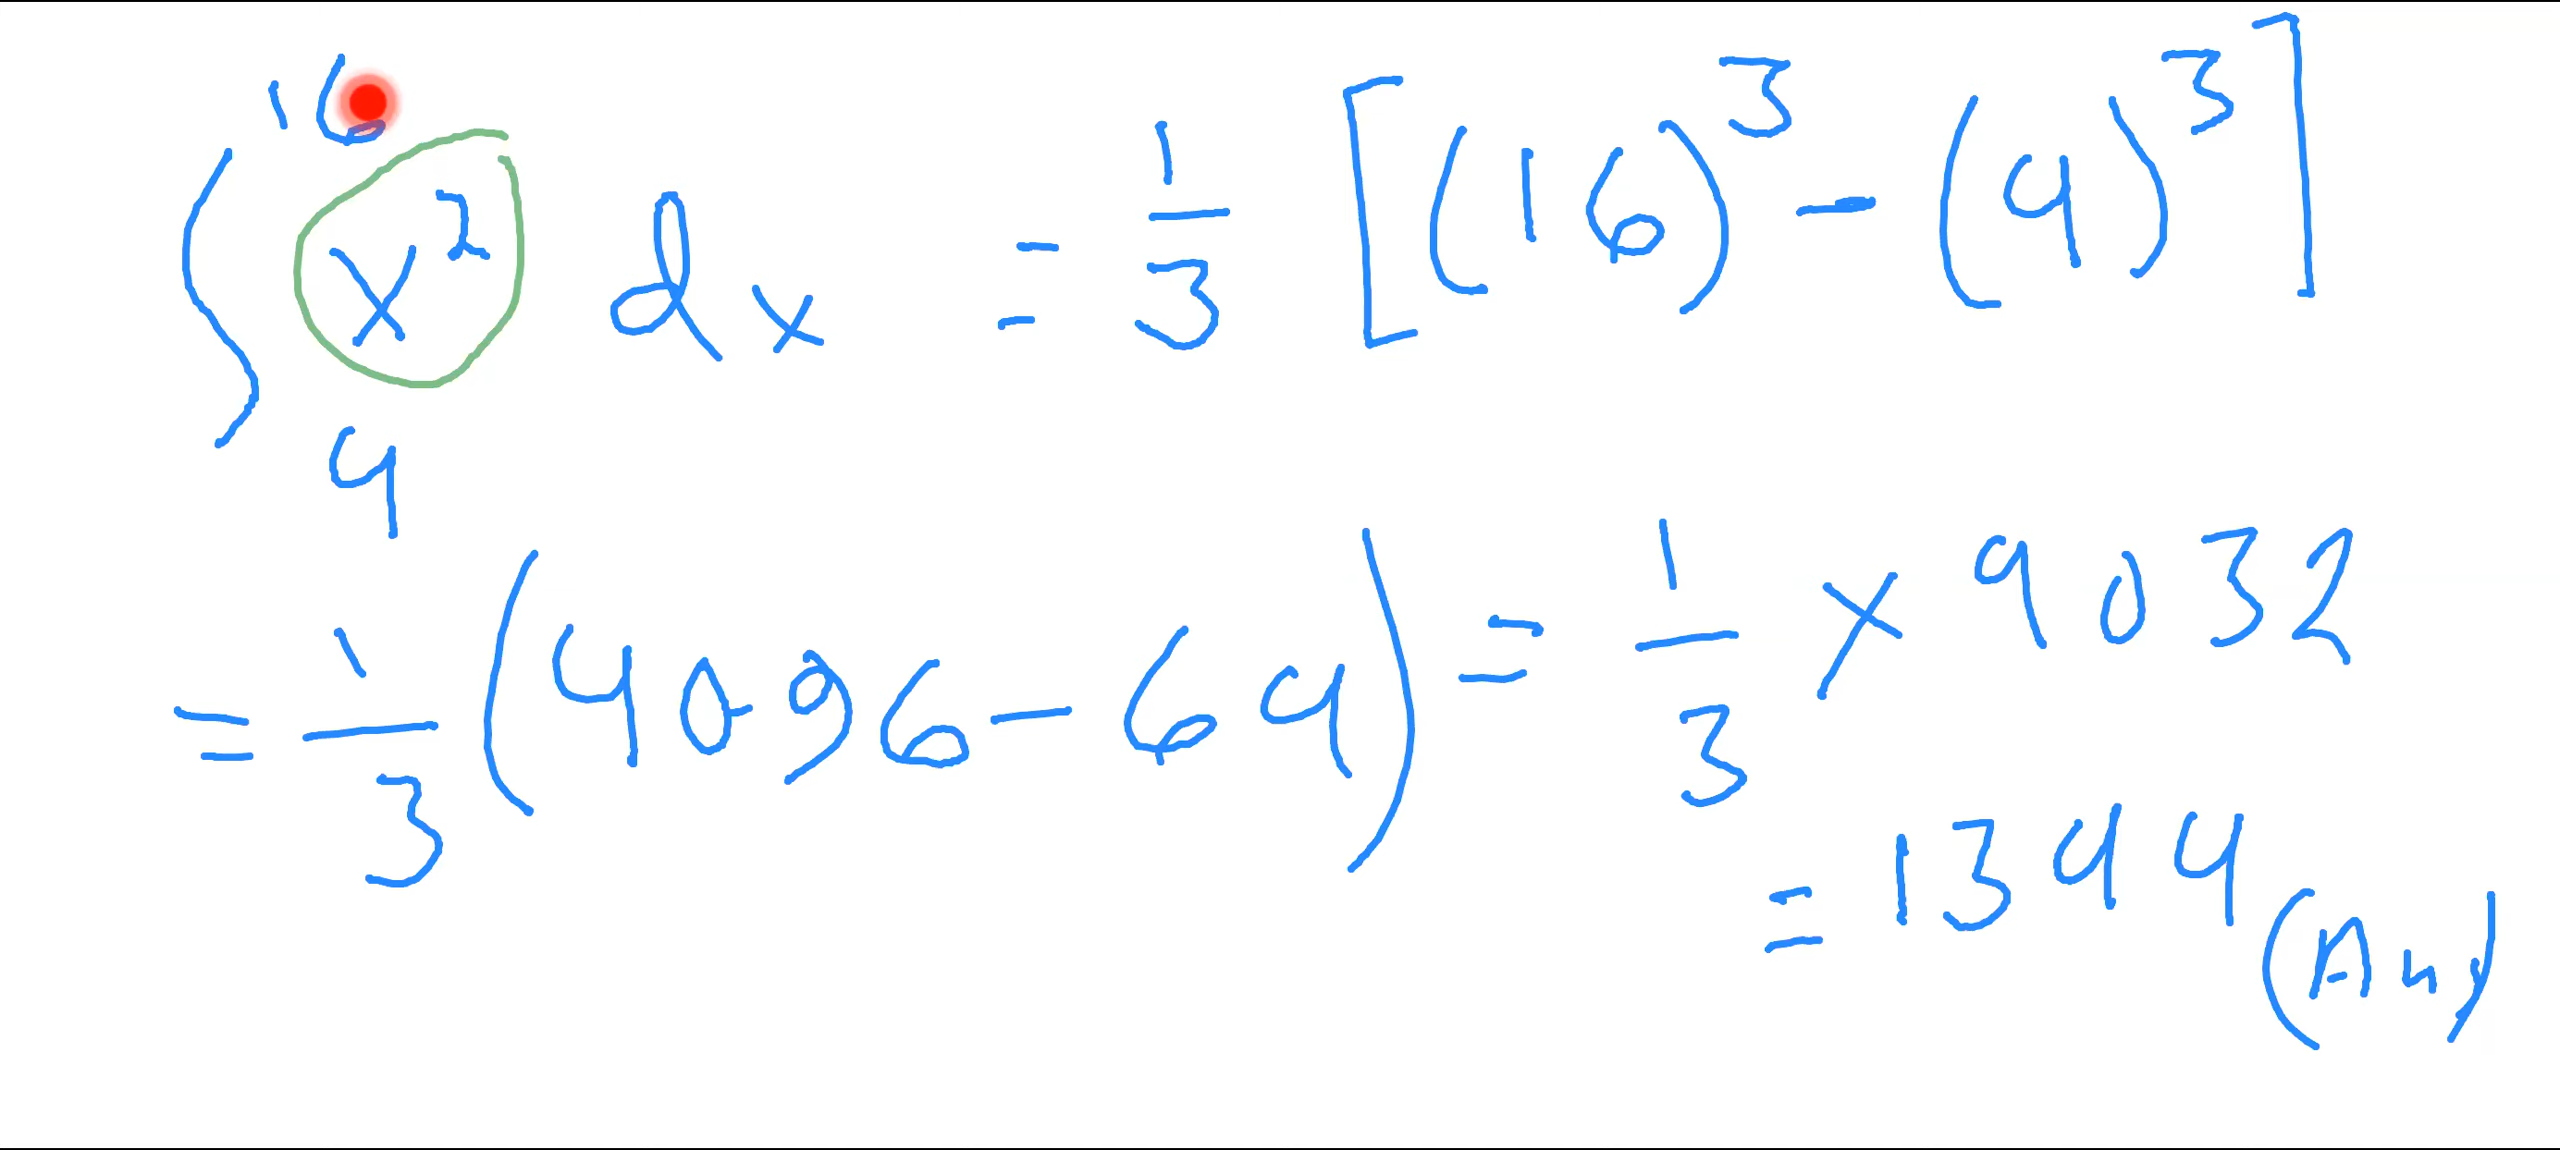 ∫₄¹⁶ x² dx = 1/3 [(16)³ - (4)³]
= 1/3 (4096 - 64) = 1/3 × 4032
= 1344 (Ans)